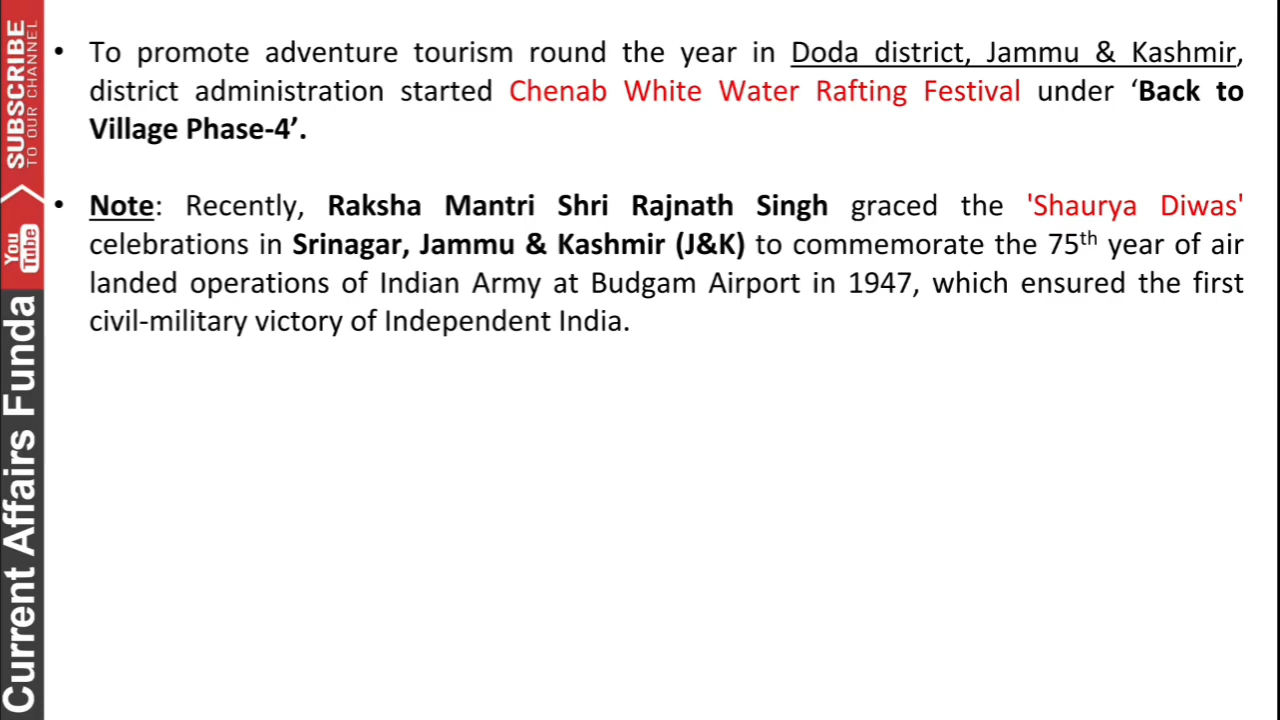 SUBSCRIBE
TO OUR CHANNEL
You
Tube
Current Affairs Funda
• To promote adventure tourism round the year in Doda district, Jammu & Kashmir,
district administration started Chenab White Water Rafting Festival under ‘Back to
Village Phase-4’.
• Note: Recently, Raksha Mantri Shri Rajnath Singh graced the 'Shaurya Diwas'
celebrations in Srinagar, Jammu & Kashmir (J&K) to commemorate the 75th year of air
landed operations of Indian Army at Budgam Airport in 1947, which ensured the first
civil-military victory of Independent India.